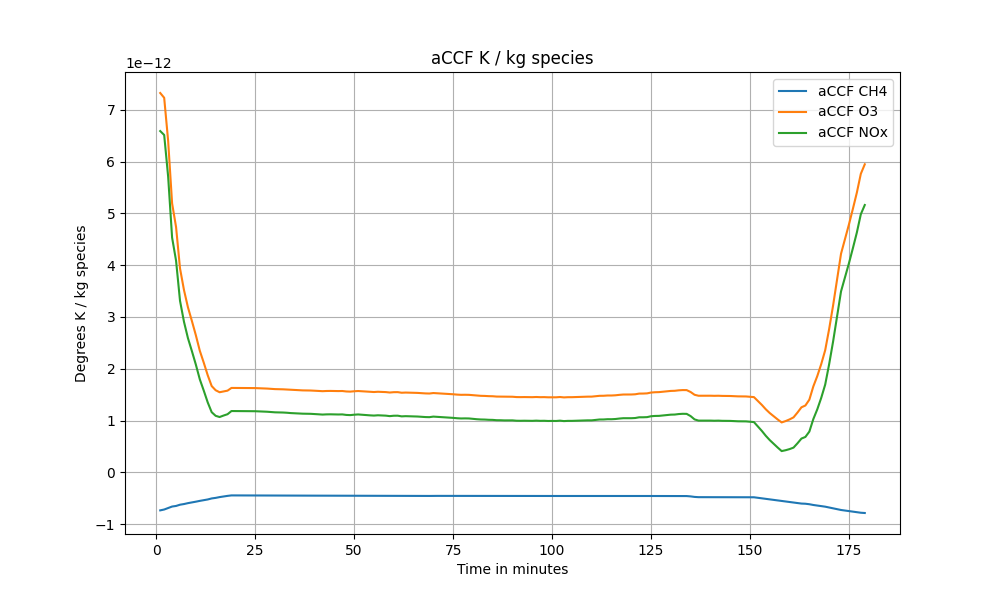 aCCF K / kg species
1e−12
aCCF CH4
aCCF O3
aCCF NOx
7
6
5
4
3
2
1
0
−1
Degrees K / kg species
0 25 50 75 100 125 150 175
Time in minutes